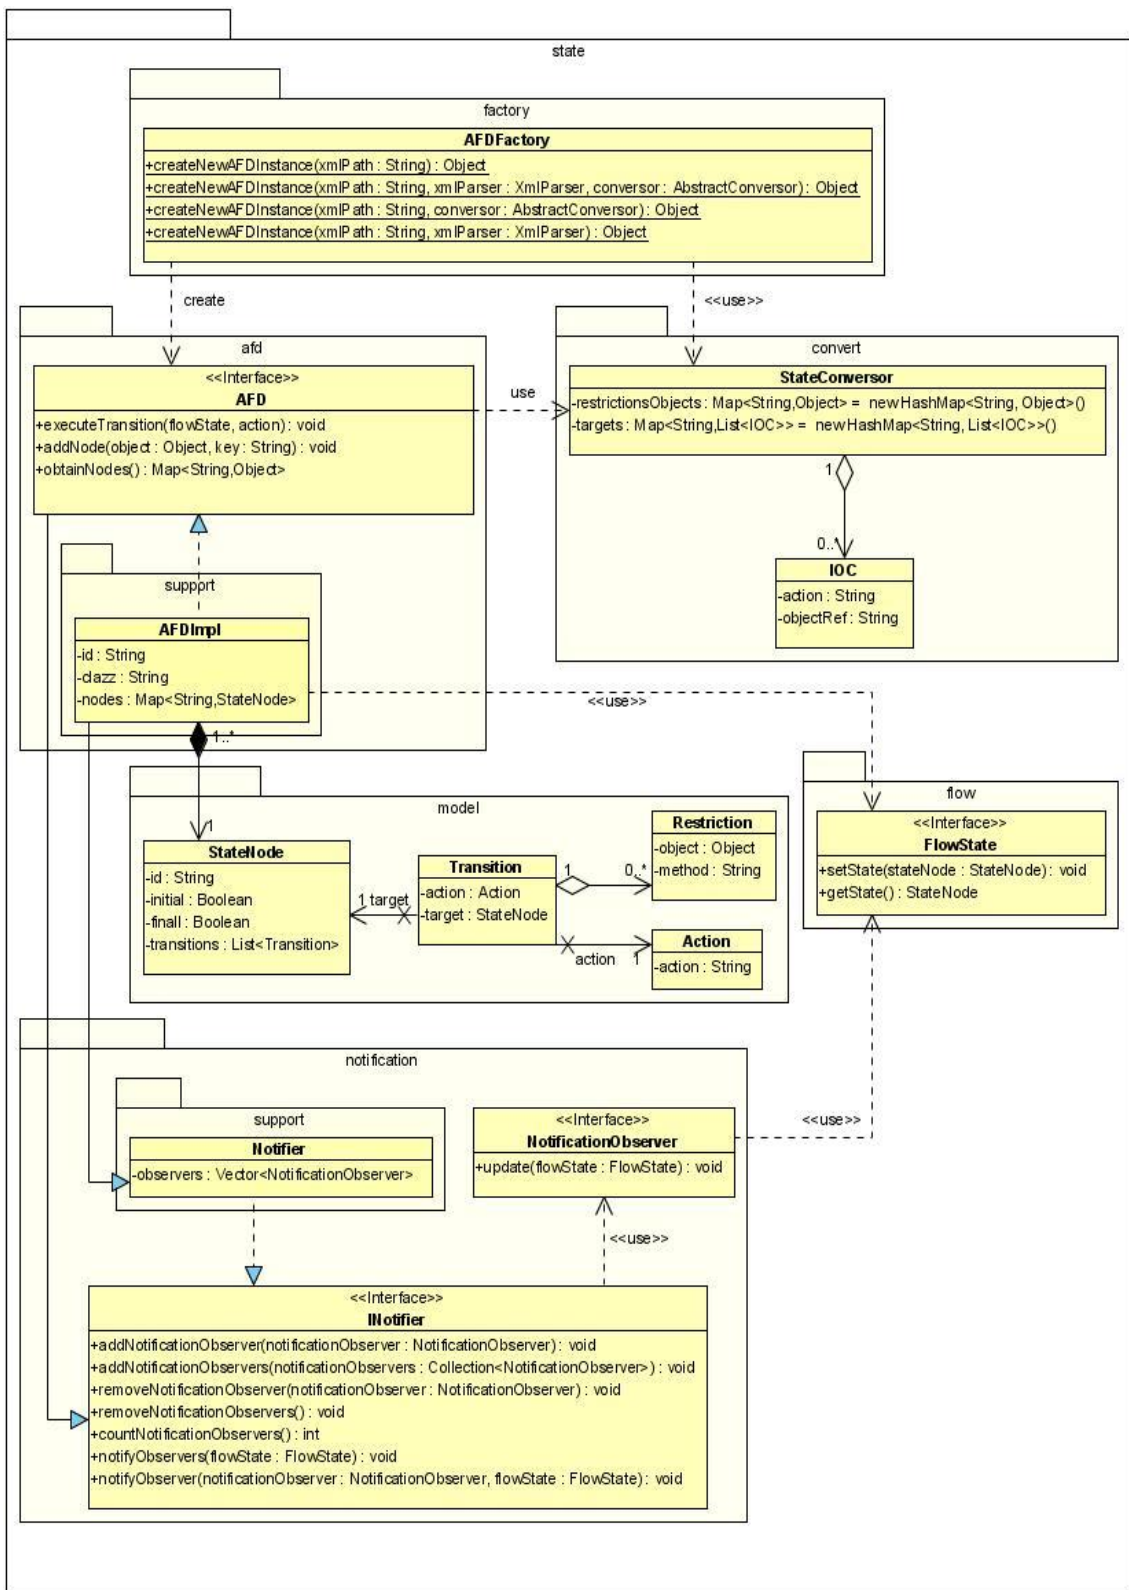 state
factory
AFDFactory
+createNewAFDInstance(xmlPath : String) : Object
+createNewAFDInstance(xmlPath : String, xmlParser : XmlParser, conversor : AbstractConversor) : Object
+createNewAFDInstance(xmlPath : String, conversor : AbstractConversor) : Object
+createNewAFDInstance(xmlPath : String, xmlParser : XmlParser) : Object
create
<<use>>
afd
<<Interface>>
AFD
+executeTransition(flowState, action) : void
+addNode(object : Object, key : String) : void
+obtainNodes() : Map<String,Object>
use
convert
StateConversor
-restrictionsObjects : Map<String,Object> = new HashMap<String, Object>()
-targets : Map<String,List<IOC>> = new HashMap<String, List<IOC>>()
1
0..*
IOC
-action : String
-objectRef : String
support
AFDImpl
-id : String
-clazz : String
-nodes : Map<String,StateNode>
<<use>>
1..*
1
model
StateNode
-id : String
-initial : Boolean
-finall : Boolean
-transitions : List<Transition>
1 target
Transition
-action : Action
-target : StateNode
1
0..*
Restriction
-object : Object
-method : String
action
1
Action
-action : String
flow
<<Interface>>
FlowState
+setState(stateNode : StateNode) : void
+getState() : StateNode
notification
support
Notifier
-observers : Vector<NotificationObserver>
<<Interface>>
NotificationObserver
+update(flowState : FlowState) : void
<<use>>
<<use>>
<<Interface>>
INotifier
+addNotificationObserver(notificationObserver : NotificationObserver) : void
+addNotificationObservers(notificationObservers : Collection<NotificationObserver>) : void
+removeNotificationObserver(notificationObserver : NotificationObserver) : void
+removeNotificationObservers() : void
+countNotificationObservers() : int
+notifyObservers(flowState : FlowState) : void
+notifyObserver(notificationObserver : NotificationObserver, flowState : FlowState) : void